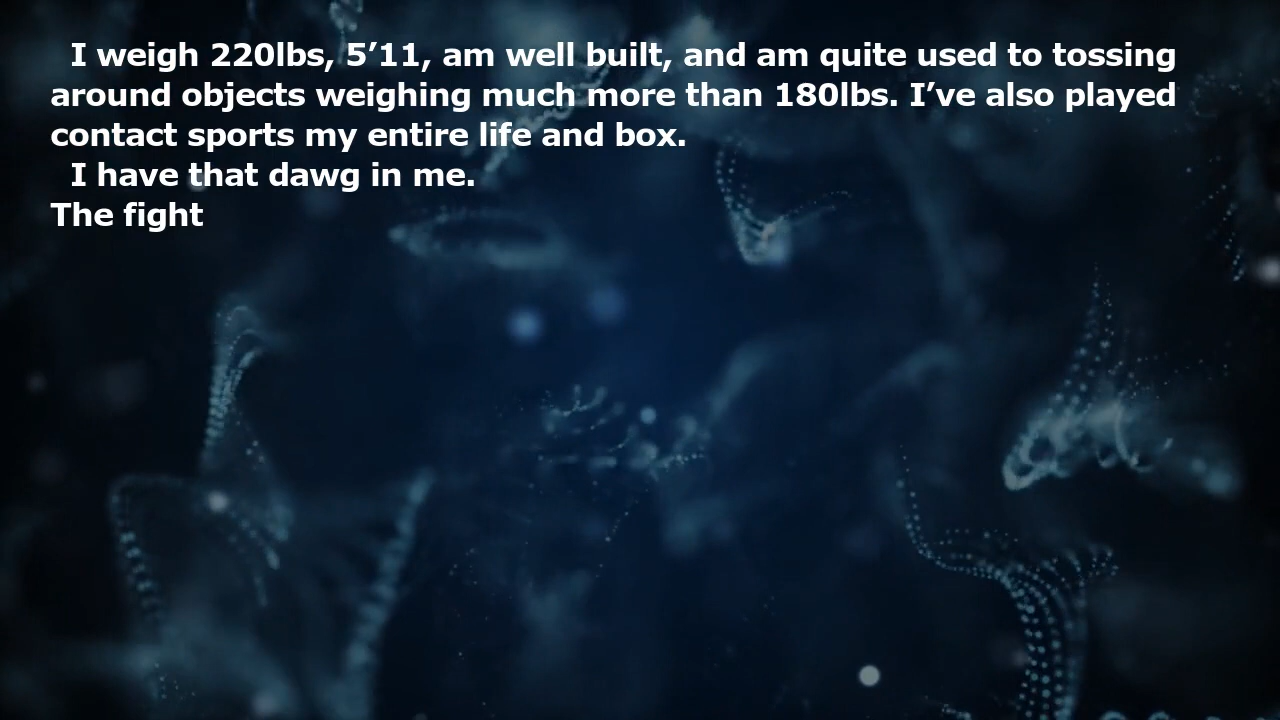 I weigh 220lbs, 5’11, am well built, and am quite used to tossing
around objects weighing much more than 180lbs. I’ve also played
contact sports my entire life and box.
I have that dawg in me.
The fight